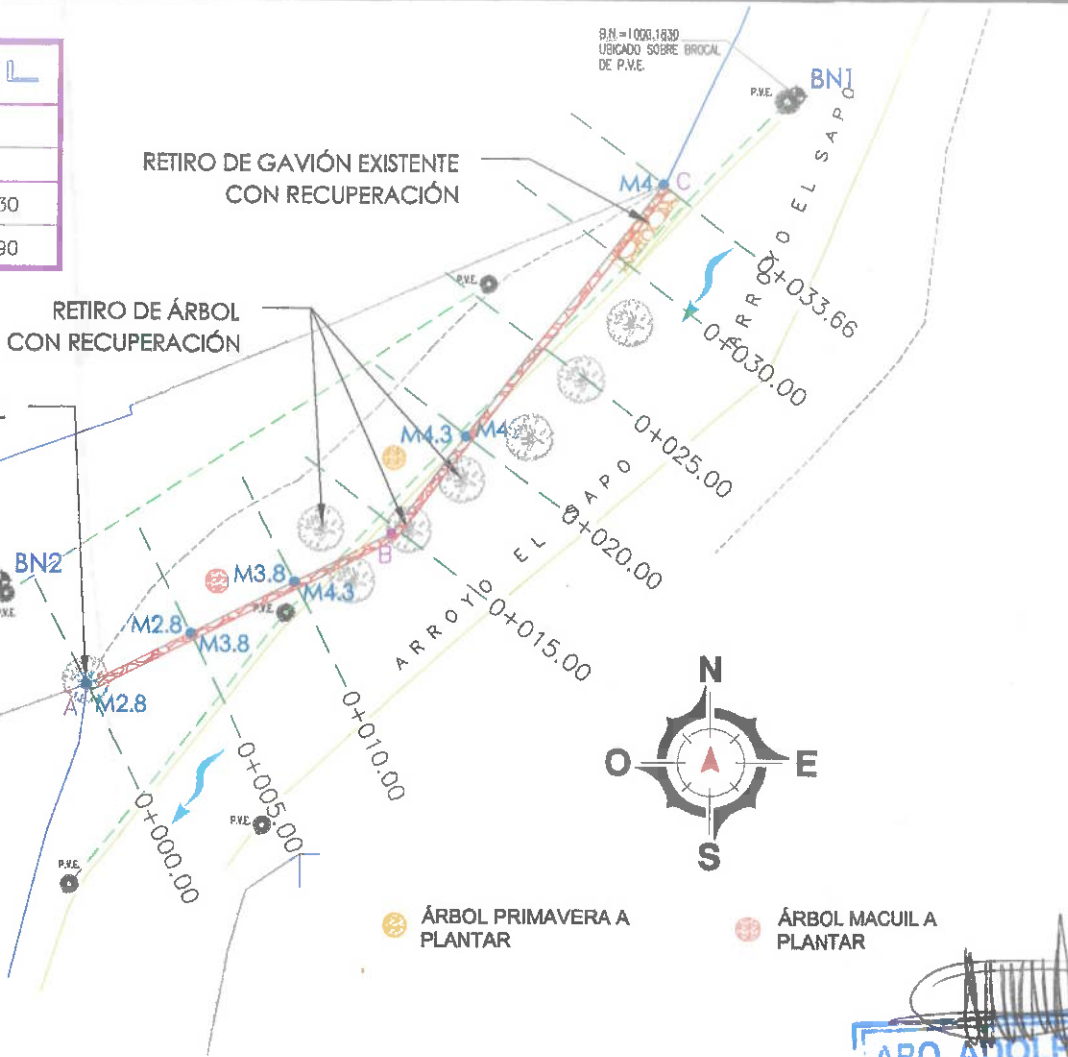 B.N.=1000.1830
UBICADO SOBRE BROCAL
DE P.V.E.
P.V.E.
BN1
RETIRO DE GAVIÓN EXISTENTE
CON RECUPERACIÓN
M4
C
ARROYO EL SAPO
30
90
P.V.E.
0+033.66
RETIRO DE ÁRBOL
CON RECUPERACIÓN
0+030.00
M4.3
M4
0+025.00
B
0+020.00
BN2
P.V.E.
M3.8
M4.3
P.V.E.
ARROYO EL SAPO
0+015.00
M2.8
M3.8
A
M2.8
0+010.00
0+005.00
0+000.00
P.V.E.
P.V.E.
N
O
E
S
ÁRBOL PRIMAVERA A
PLANTAR
ÁRBOL MACUIL A
PLANTAR
ARQ.